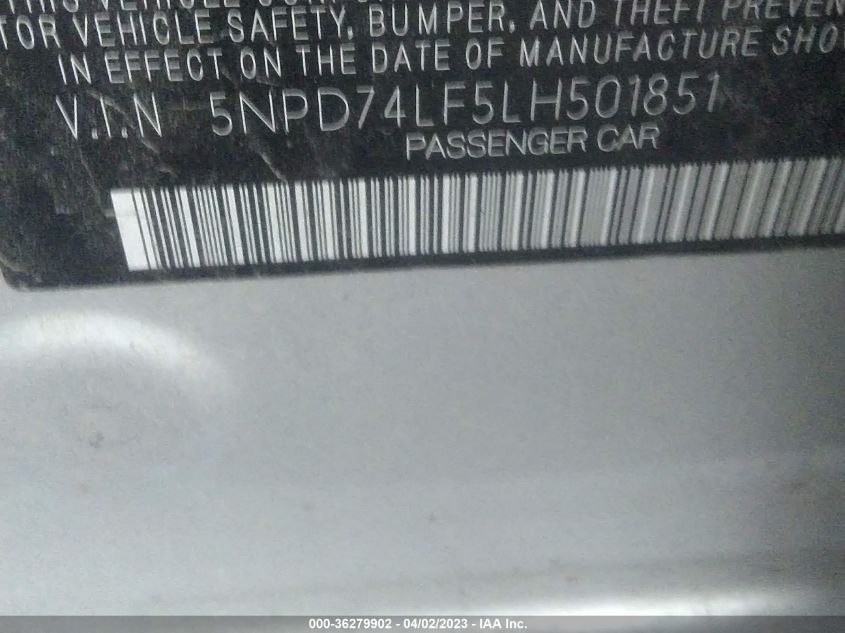 TOR VEHICLE SAFETY, BUMPER, AND THEFT PREVEN
IN EFFECT ON THE DATE OF MANUFACTURE SHO
V.I.N 5NPD74LF5LH501851
PASSENGER CAR
000-36279902 - 04/02/2023 - IAA Inc.